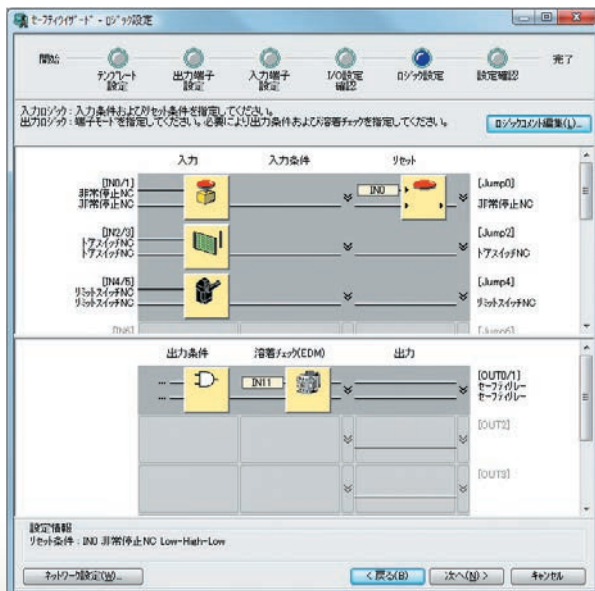 セーフティウィザード - ロジック設定
開始
テンプレート
設定
出力端子
設定
入力端子
設定
I/O設定
確認
ロジック設定
設定確認
完了
入力ロジック : 入力条件およびリセット条件を指定してください。
出力ロジック : 端子モードを指定してください。必要により出力条件および溶着チェックを指定してください。
ロジックコメント編集(L)...
入力
入力条件
リセット
[IN0/1]
非常停止NC
非常停止NC
IN0
[Jump0]
非常停止NC
[IN2/3]
ドアスイッチNC
ドアスイッチNC
[Jump2]
ドアスイッチNC
[IN4/5]
リミットスイッチNC
リミットスイッチNC
[Jump4]
リミットスイッチNC
[IN6]
[Jump6]
出力条件
溶着チェック(EDM)
出力
IN11
[OUT0/1]
セーフティリレー
セーフティリレー
[OUT2]
[OUT3]
設定情報
リセット条件 : IN0 非常停止NC Low-High-Low
ネットワーク設定(W)...
< 戻る(B)
次へ(N) >
キャンセル